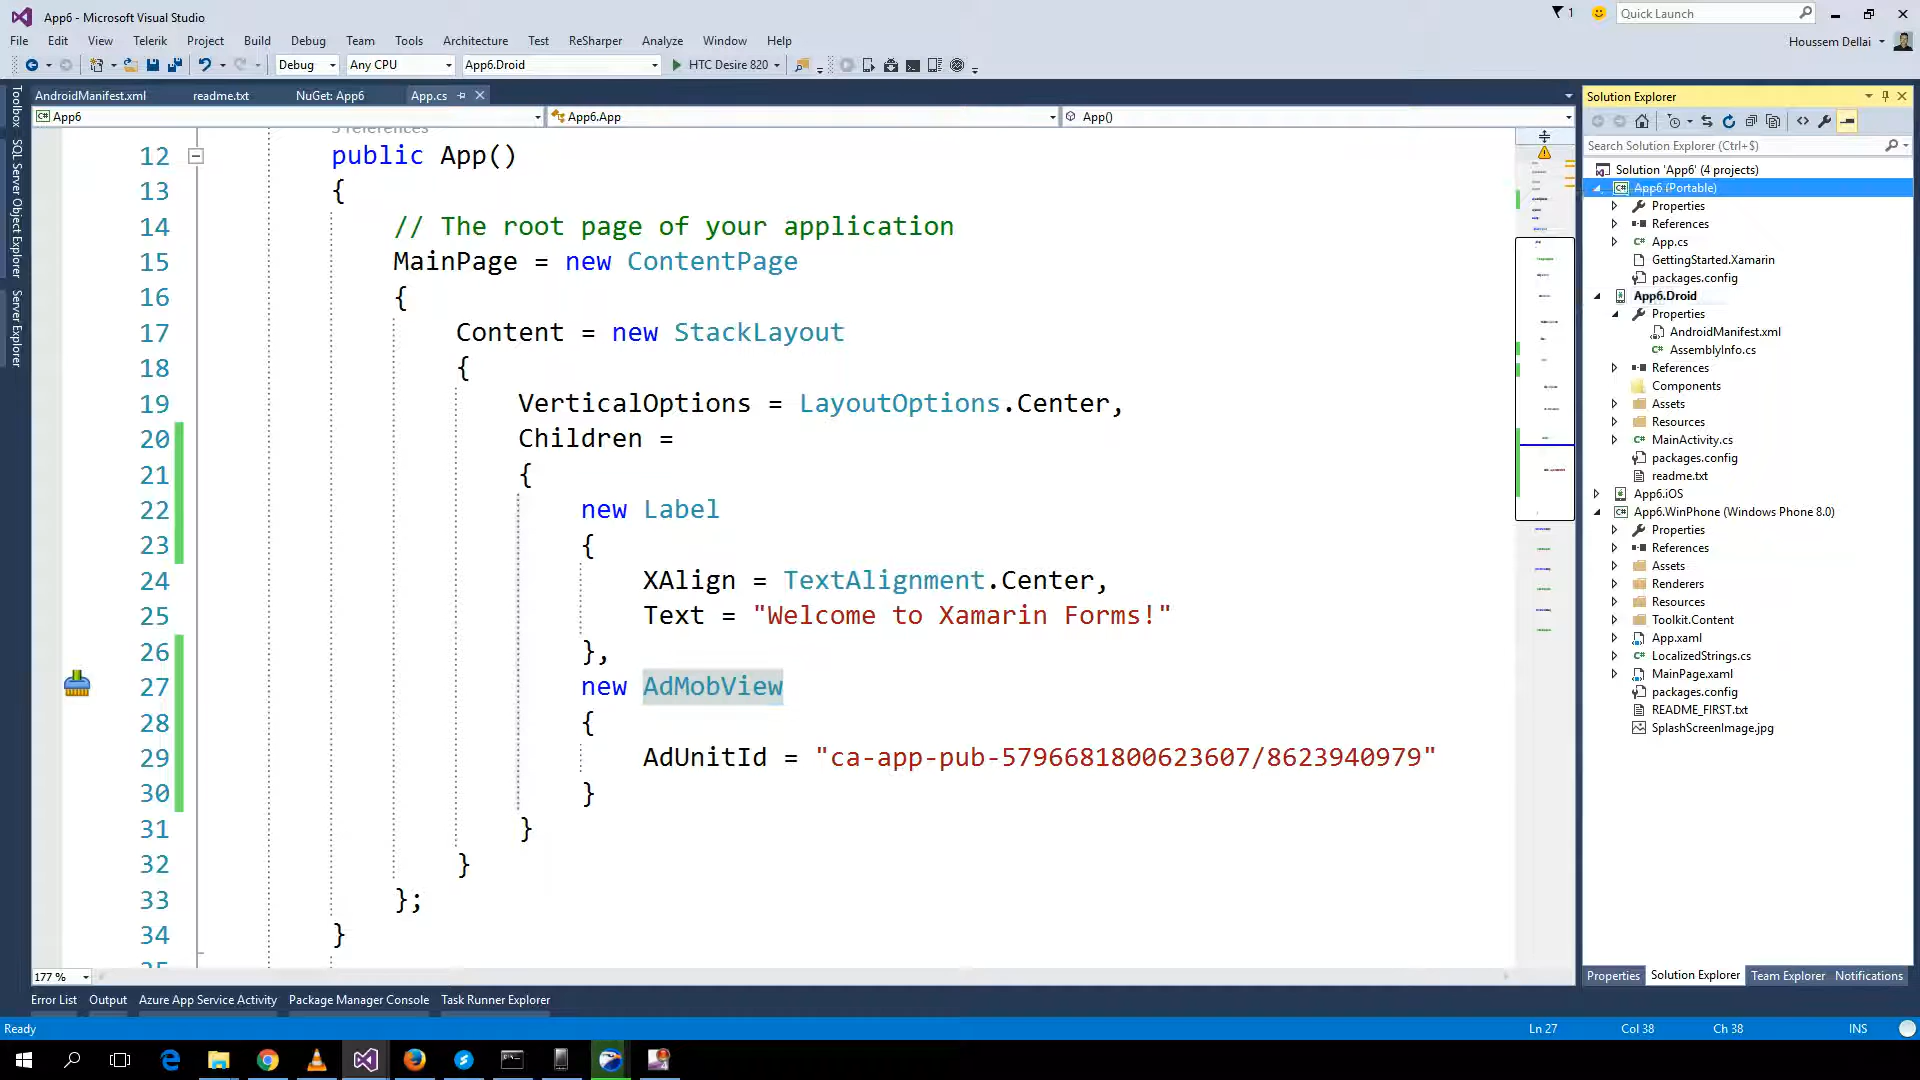 App6 - Microsoft Visual Studio
1
Quick Launch
File Edit View Telerik Project Build Debug Team Tools Architecture Test ReSharper Analyze Window Help
Houssem Dellai
Debug Any CPU App6.Droid HTC Desire 820
AndroidManifest.xml readme.txt NuGet: App6 App.cs
App6 App6.App App()
Toolbox
SQL Server Object Explorer
Server Explorer
3 references
12 public App()
13 {
14 // The root page of your application
15 MainPage = new ContentPage
16 {
17 Content = new StackLayout
18 {
19 VerticalOptions = LayoutOptions.Center,
20 Children =
21 {
22 new Label
23 {
24 XAlign = TextAlignment.Center,
25 Text = "Welcome to Xamarin Forms!"
26 },
27 new AdMobView
28 {
29 AdUnitId = "ca-app-pub-5796681800623607/8623940979"
30 }
31 }
32 }
33 };
34 }
35
177 %
Solution Explorer
Search Solution Explorer (Ctrl+$)
Solution 'App6' (4 projects)
App6 (Portable)
Properties
References
App.cs
GettingStarted.Xamarin
packages.config
App6.Droid
Properties
AndroidManifest.xml
AssemblyInfo.cs
References
Components
Assets
Resources
MainActivity.cs
packages.config
readme.txt
App6.iOS
App6.WinPhone (Windows Phone 8.0)
Properties
References
Assets
Renderers
Resources
Toolkit.Content
App.xaml
LocalizedStrings.cs
MainPage.xaml
packages.config
README_FIRST.txt
SplashScreenImage.jpg
Properties Solution Explorer Team Explorer Notifications
Error List Output Azure App Service Activity Package Manager Console Task Runner Explorer
Ready Ln 27 Col 38 Ch 38 INS